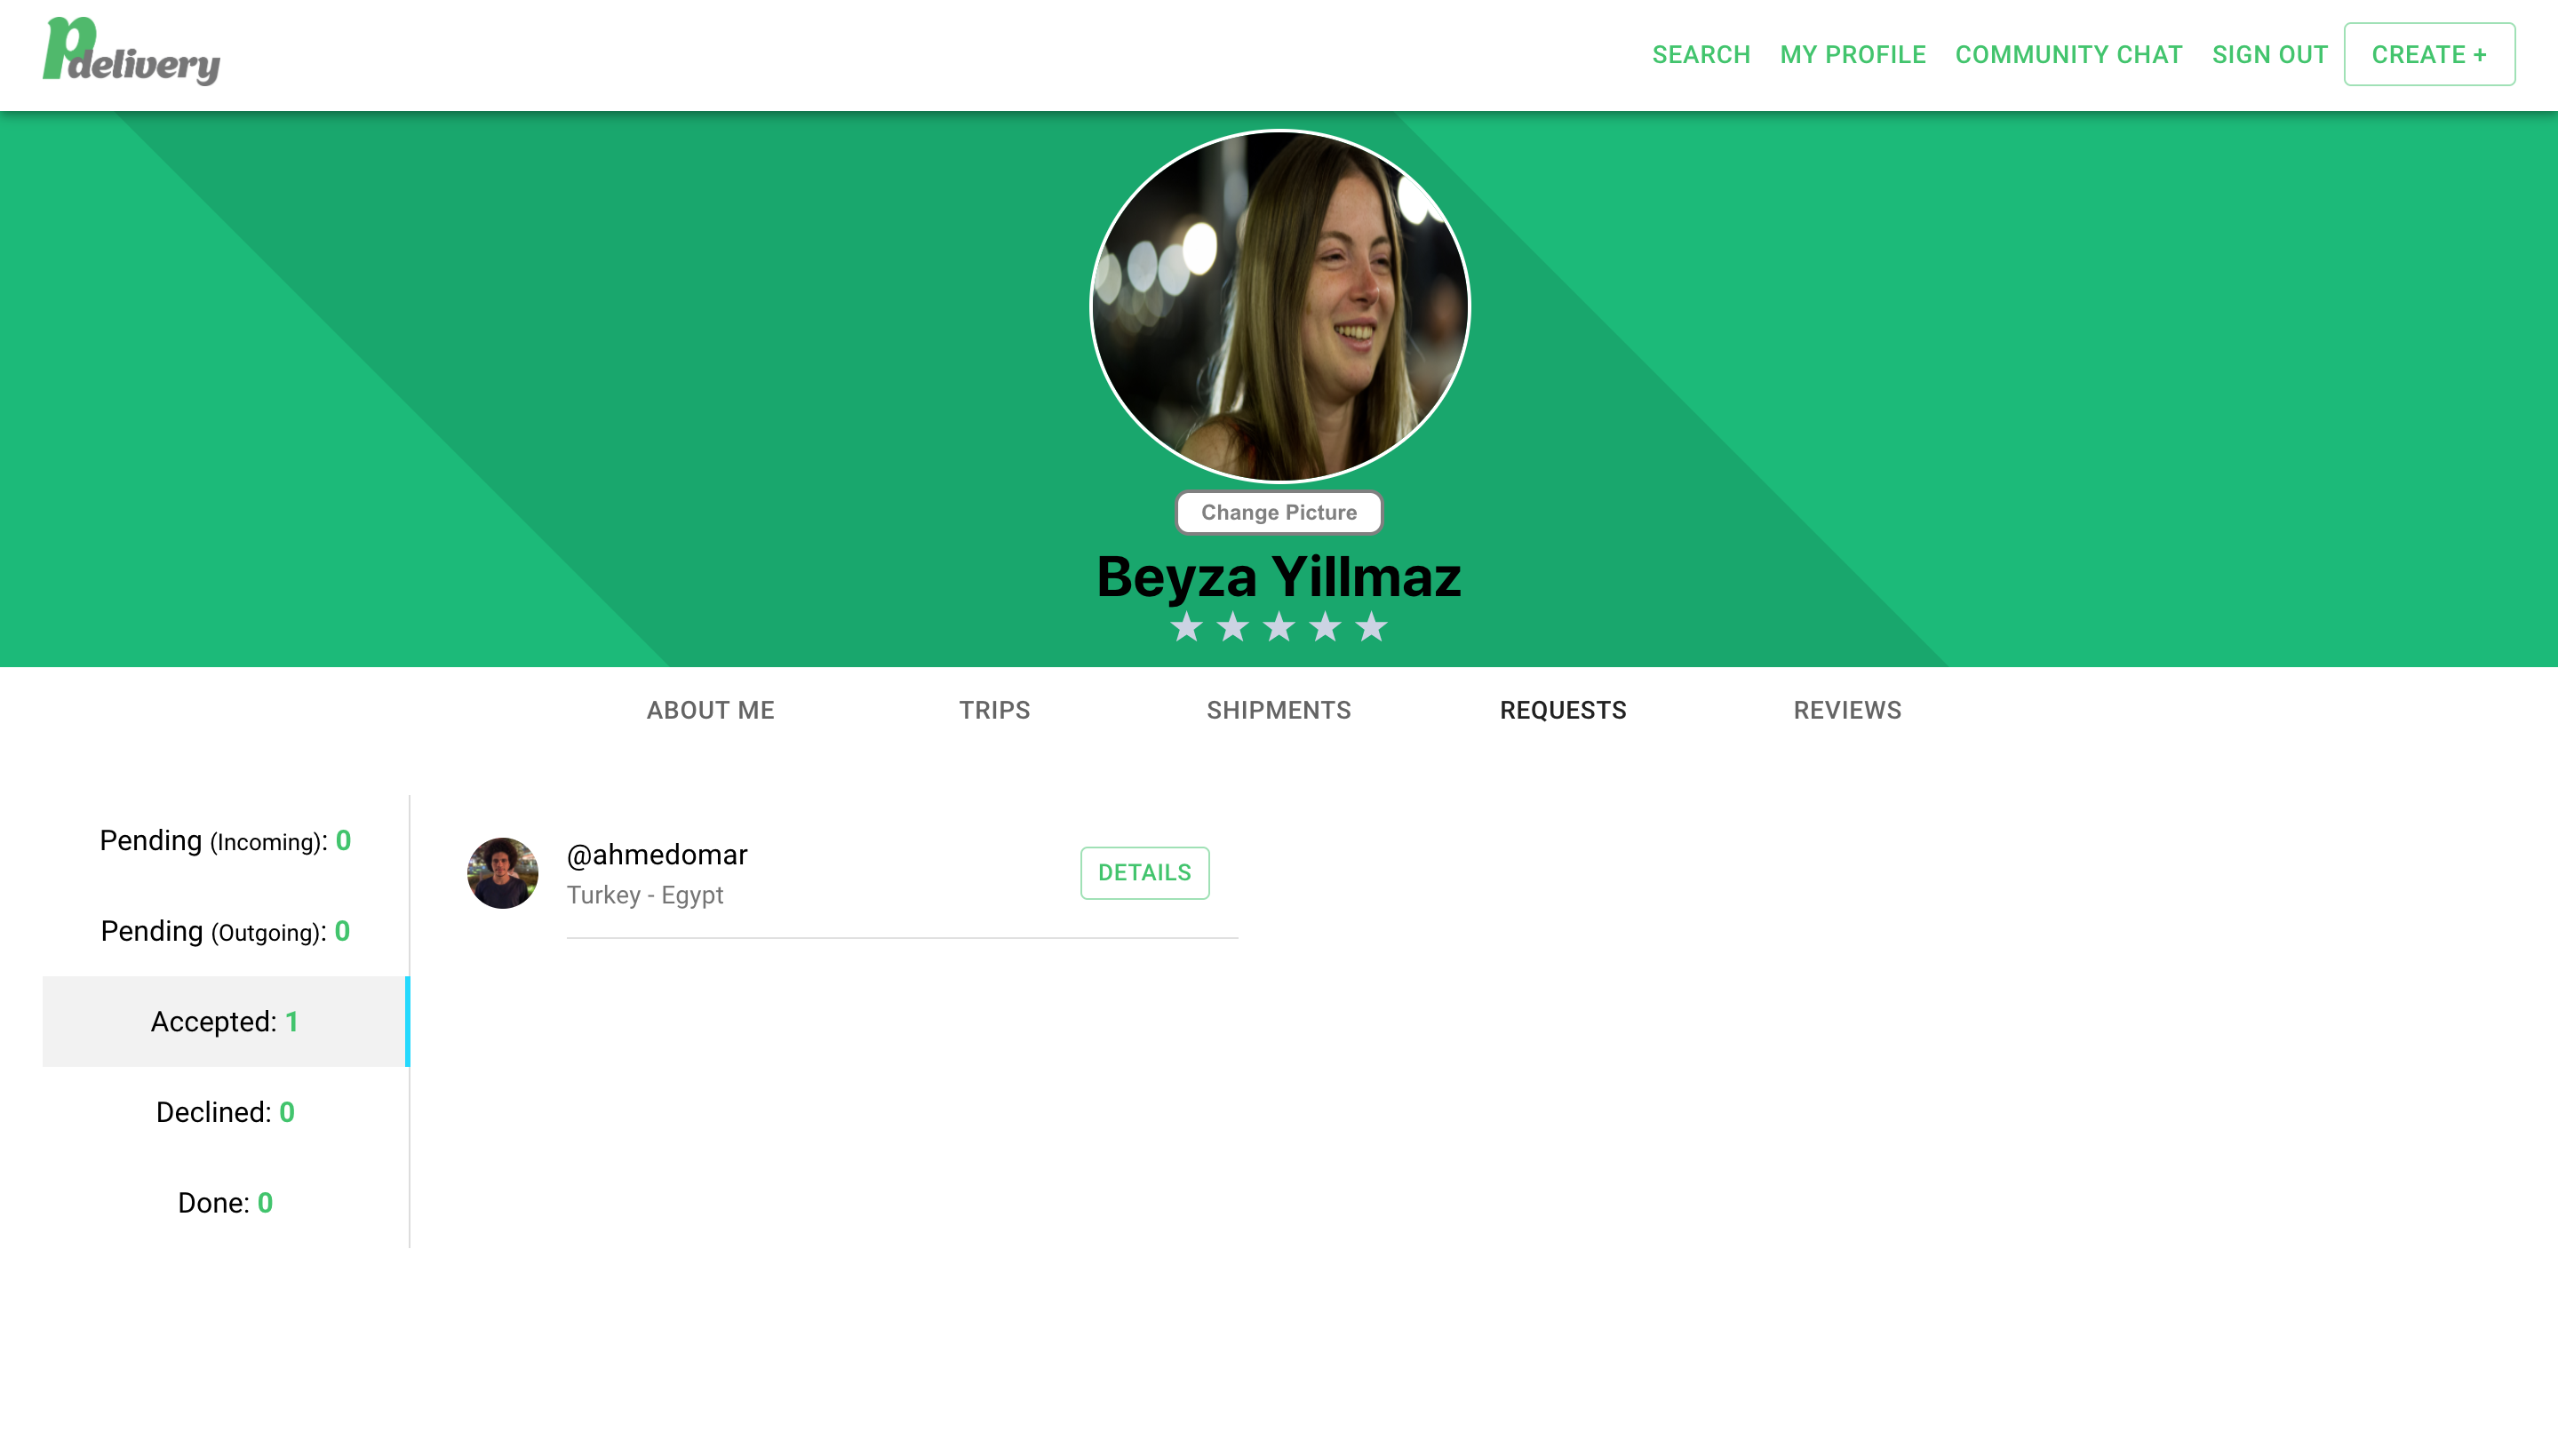 pdelivery
SEARCH MY PROFILE COMMUNITY CHAT SIGN OUT CREATE +
Change Picture
Beyza Yillmaz
ABOUT ME TRIPS SHIPMENTS REQUESTS REVIEWS
Pending (Incoming): 0
Pending (Outgoing): 0
Accepted: 1
Declined: 0
Done: 0
@ahmedomar
Turkey - Egypt
DETAILS